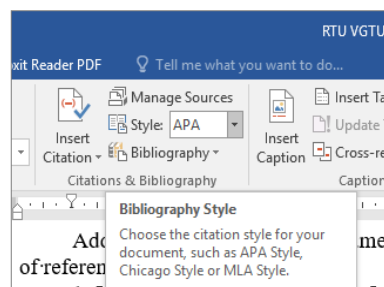 RTU VGTU
oxit Reader PDF Tell me what you want to do...
Insert Citation
Manage Sources
Style: APA
Bibliography
Citations & Bibliography
Insert Caption
Insert Ta
Update
Cross-re
Caption
Bibliography Style
Choose the citation style for your
document, such as APA Style,
Chicago Style or MLA Style.
Add
me
of referen